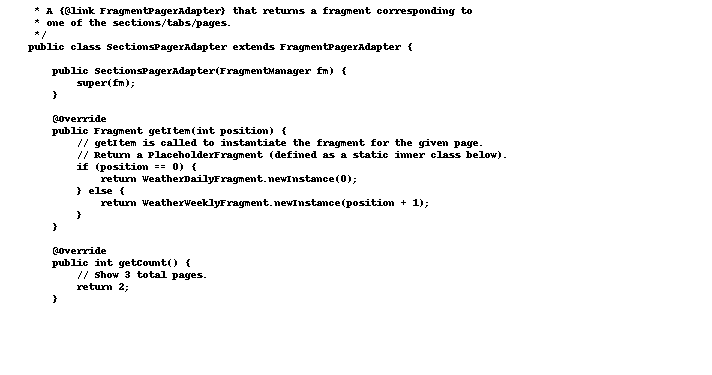 * A {@link FragmentPagerAdapter} that returns a fragment corresponding to
* one of the sections/tabs/pages.
*/
public class SectionsPagerAdapter extends FragmentPagerAdapter {
public SectionsPagerAdapter(FragmentManager fm) {
super(fm);
}
@Override
public Fragment getItem(int position) {
// getItem is called to instantiate the fragment for the given page.
// Return a PlaceholderFragment (defined as a static inner class below).
if (position == 0) {
return WeatherDailyFragment.newInstance(0);
} else {
return WeatherWeeklyFragment.newInstance(position + 1);
}
}
@Override
public int getCount() {
// Show 3 total pages.
return 2;
}